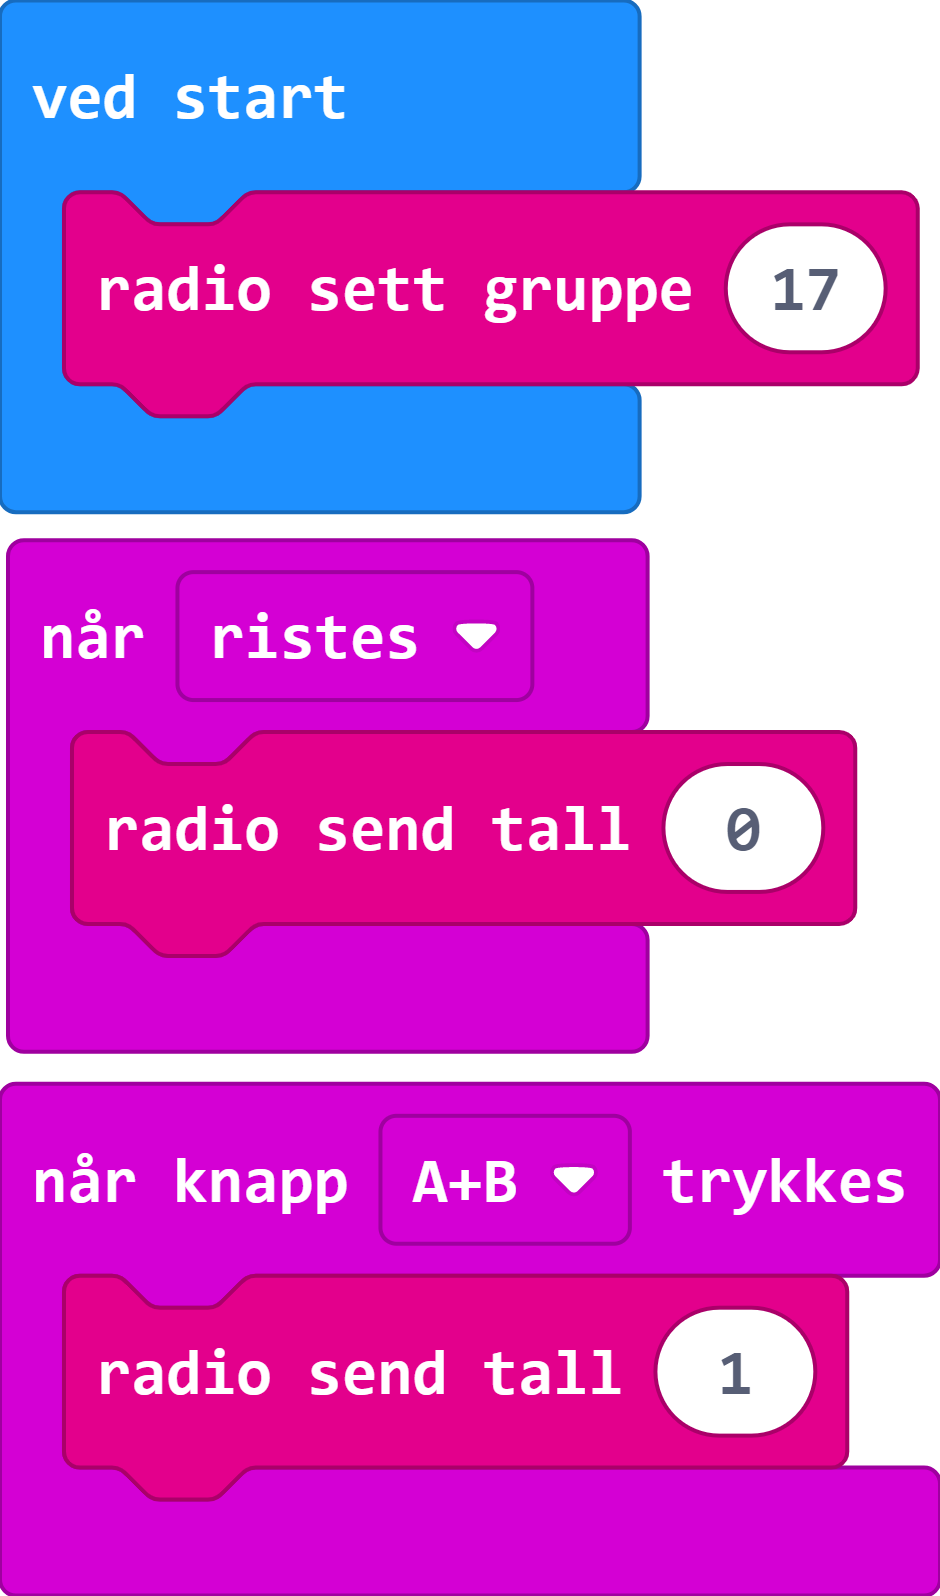 ved start
radio sett gruppe 17
når ristes
radio send tall 0
når knapp A+B trykkes
radio send tall 1